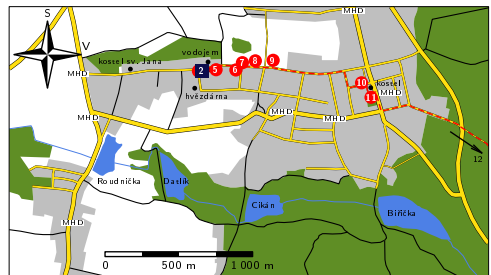 S
MHD
V
vodojem
kostel sv. Jana
MHD
2
5
6
7
8
9
hvězdárna
10
kostel
MHD
11
MHD
MHD
MHD
12
Roudnička
Datlík
Cikán
Biřička
MHD
0
500 m
1 000 m